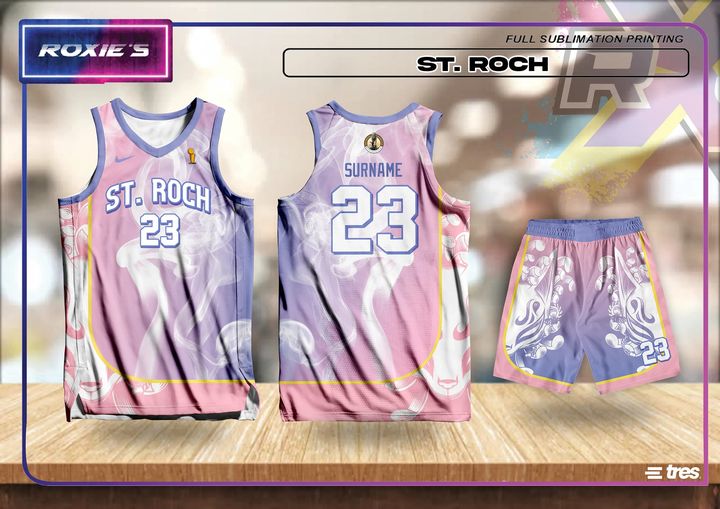 ROXIE'S
FULL SUBLIMATION PRINTING
ST. ROCH
R
ST. ROCH
23
SURNAME
23
23
tres